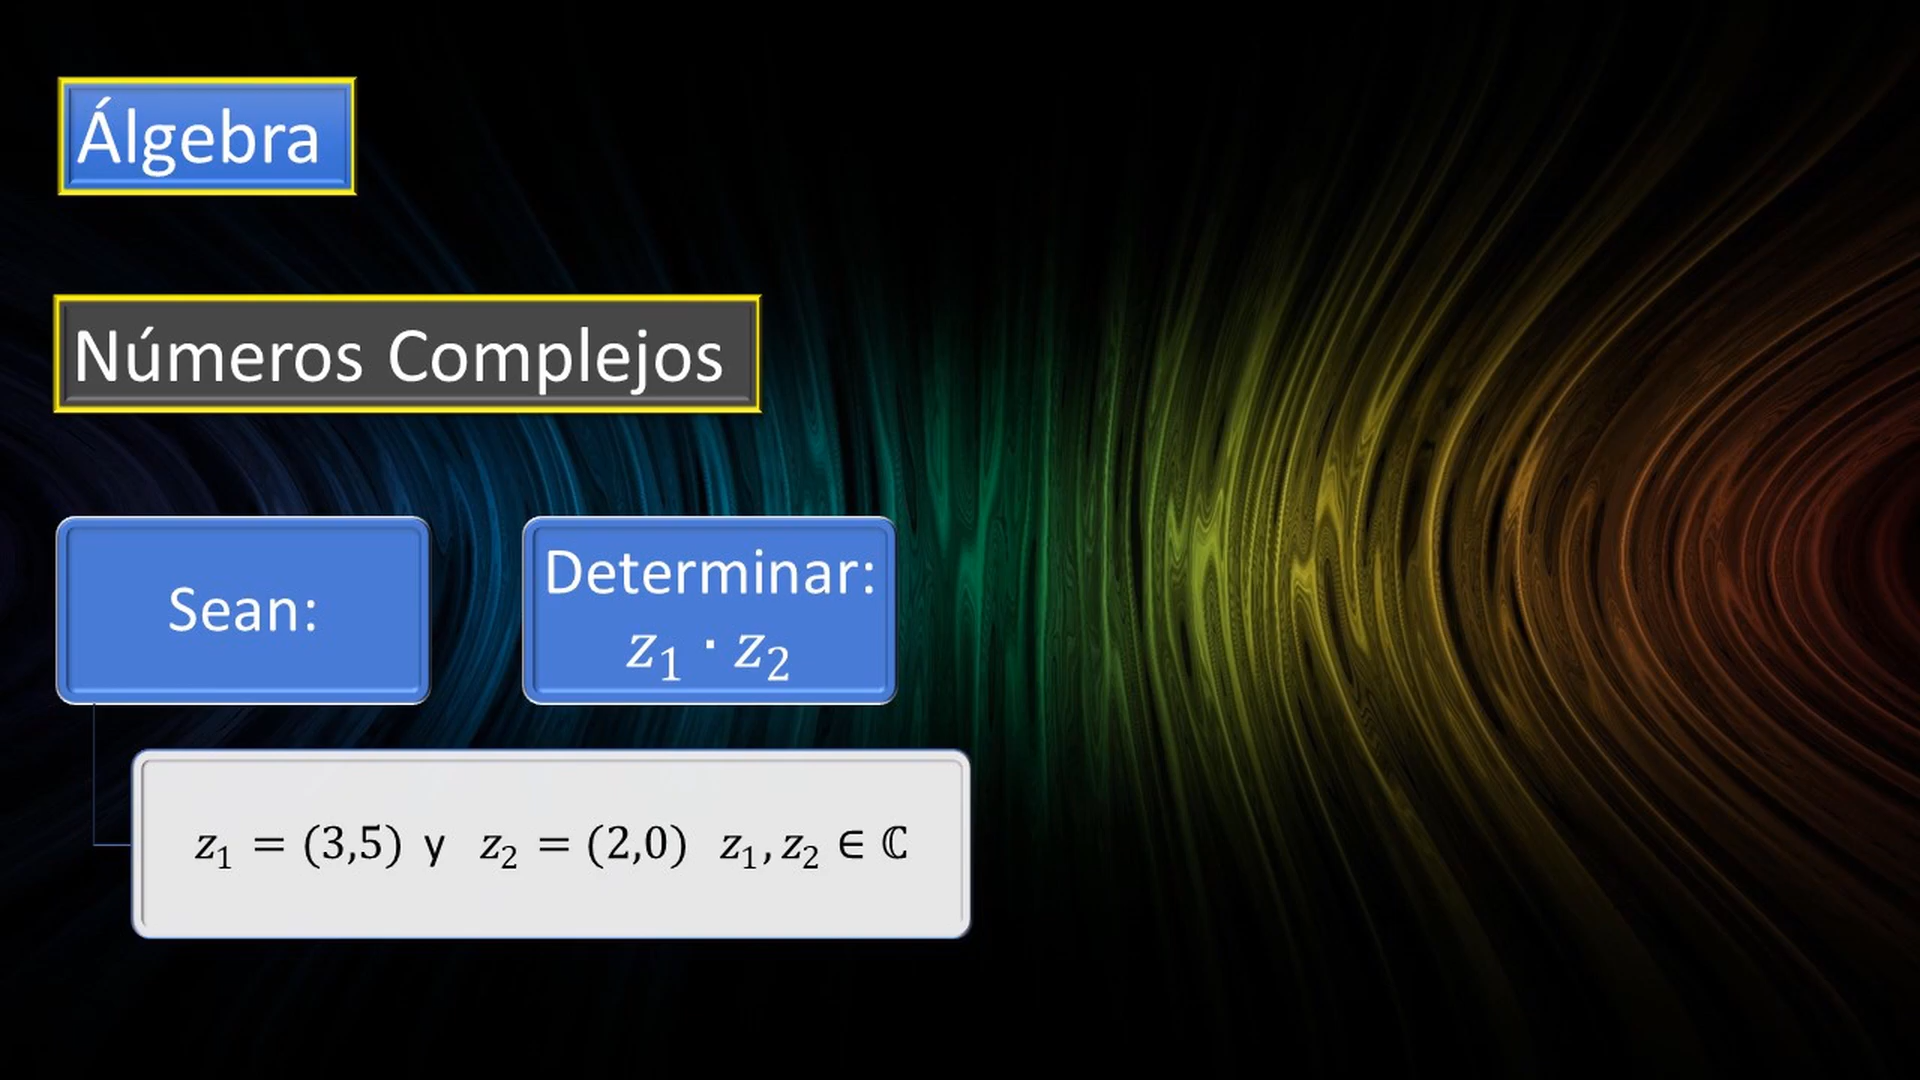 Álgebra
Números Complejos
Sean:
Determinar:
z₁ · z₂
z₁ = (3,5) y z₂ = (2,0) z₁, z₂ ∈ ℂ